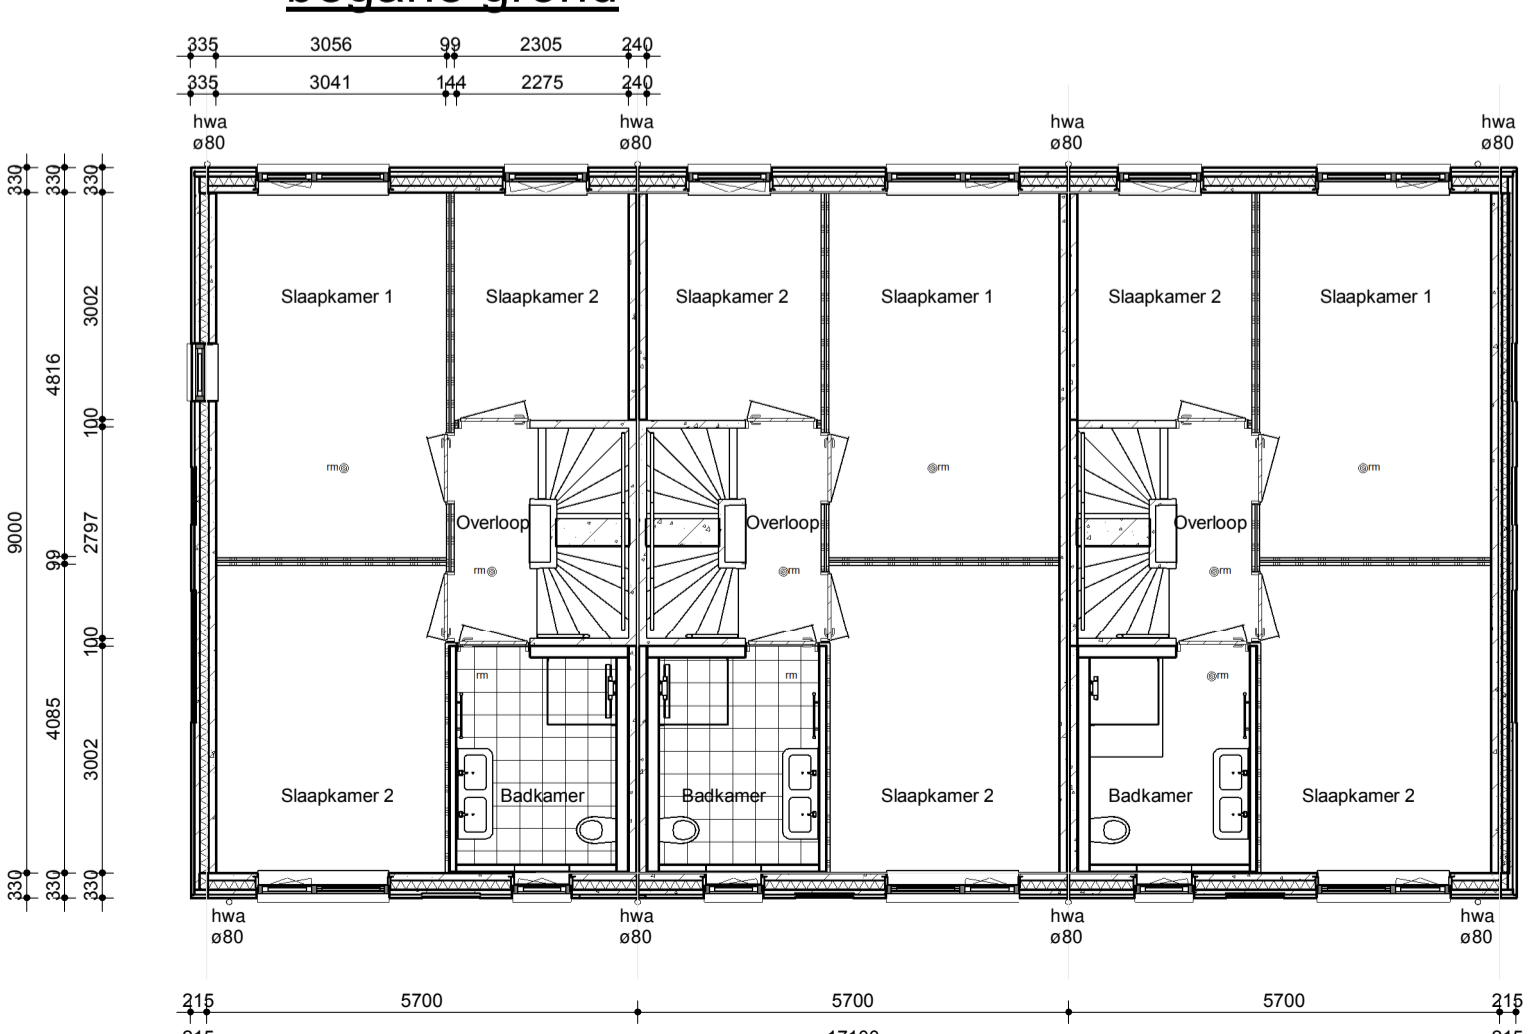 335 3056 99 2305 240
335 3041 144 2275 240
hwa ø80
hwa ø80
hwa ø80
hwa ø80
330 330 330
Slaapkamer 1
Slaapkamer 2
Slaapkamer 2
Slaapkamer 1
Slaapkamer 2
Slaapkamer 1
3002
4816
100
rm
rm
rm
9000
2797
99
Overloop
Overloop
Overloop
rm
rm
rm
100
rm
rm
rm
4085
3002
Slaapkamer 2
Badkamer
Badkamer
Slaapkamer 2
Badkamer
Slaapkamer 2
330 330 330
hwa ø80
hwa ø80
hwa ø80
hwa ø80
215 5700 5700 5700 215